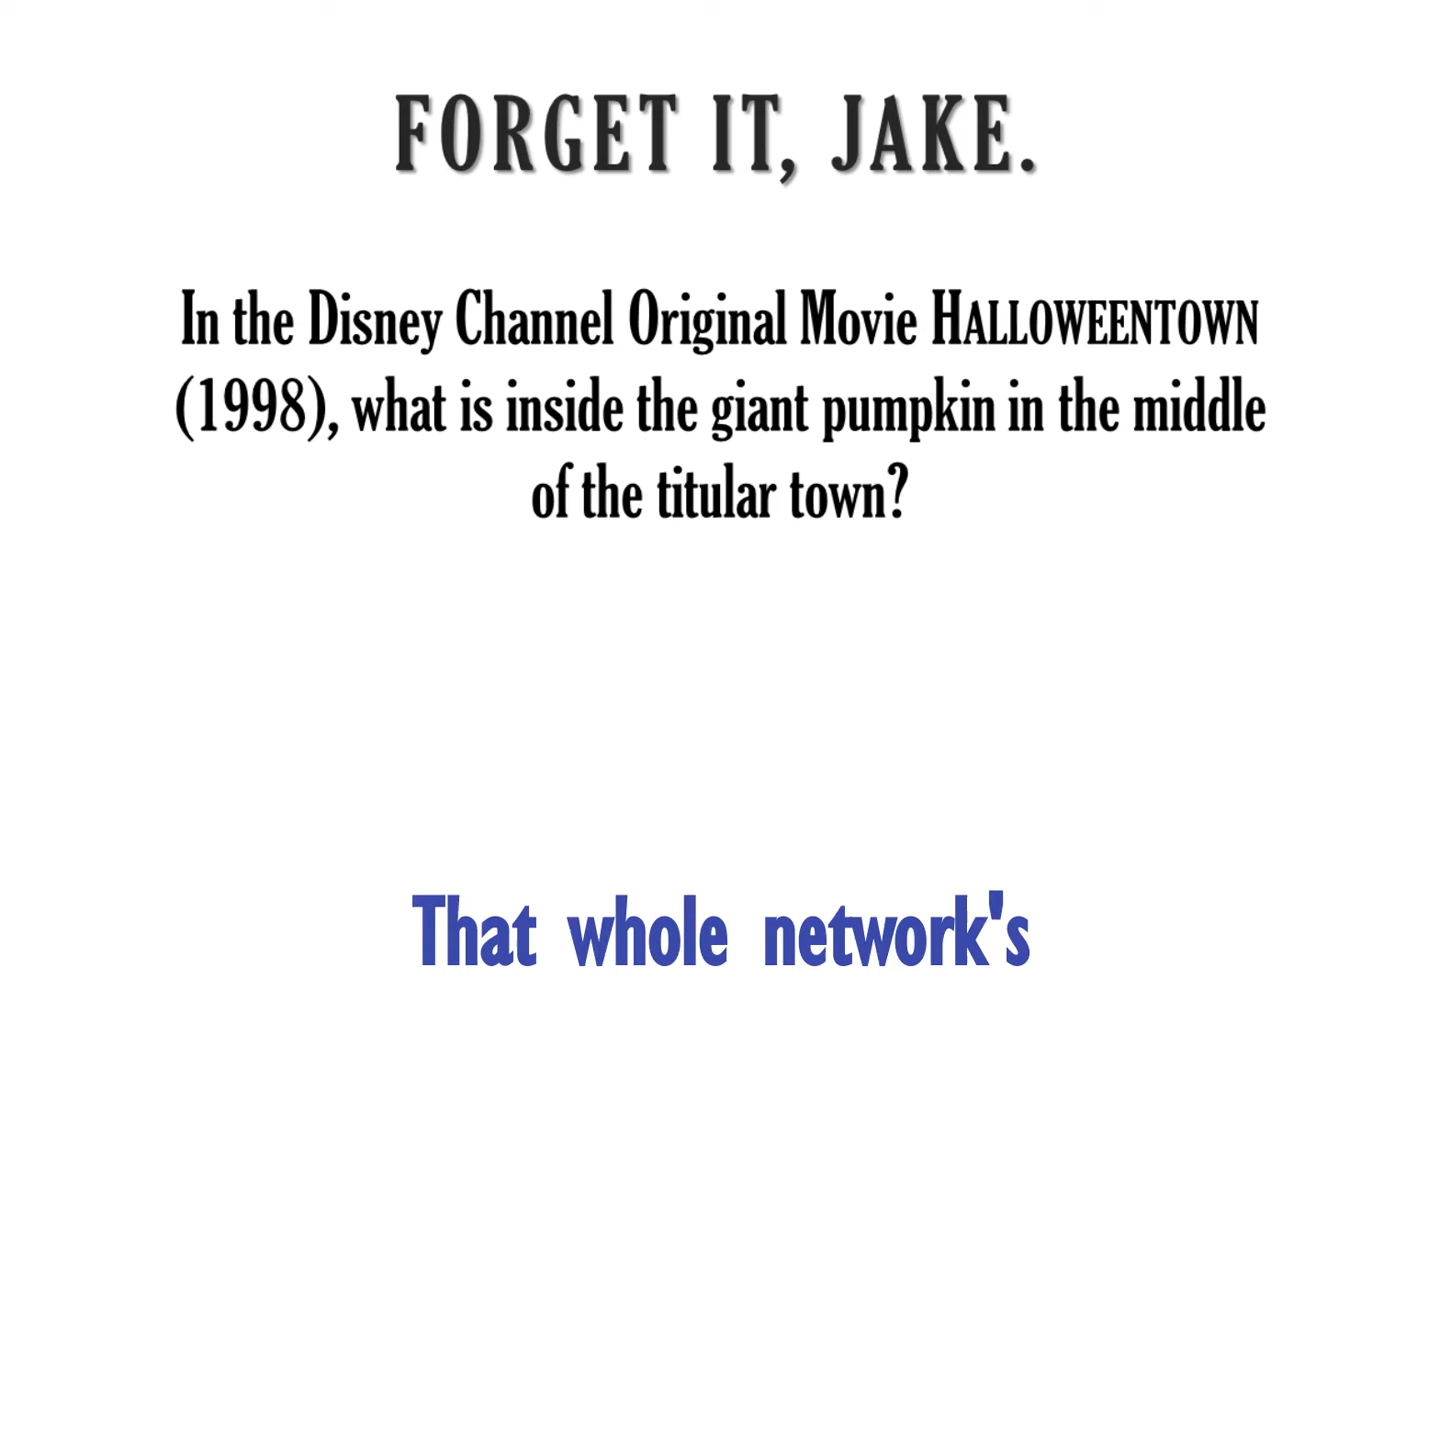 FORGET IT, JAKE.
In the Disney Channel Original Movie HALLOWEENTOWN
(1998), what is inside the giant pumpkin in the middle
of the titular town?
That whole network's